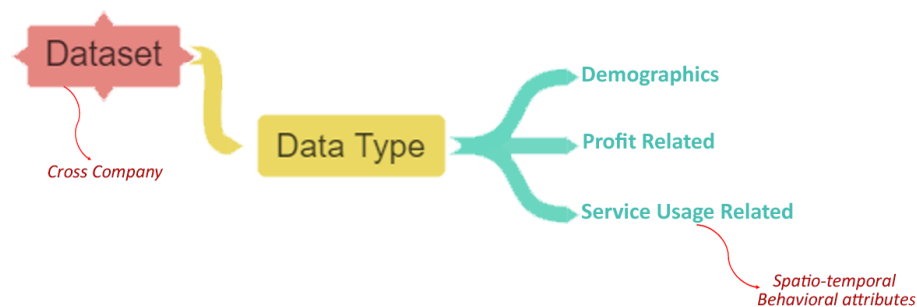 Dataset
Demographics
Data Type
Profit Related
Cross Company
Service Usage Related
Spatio-temporal
Behavioral attributes